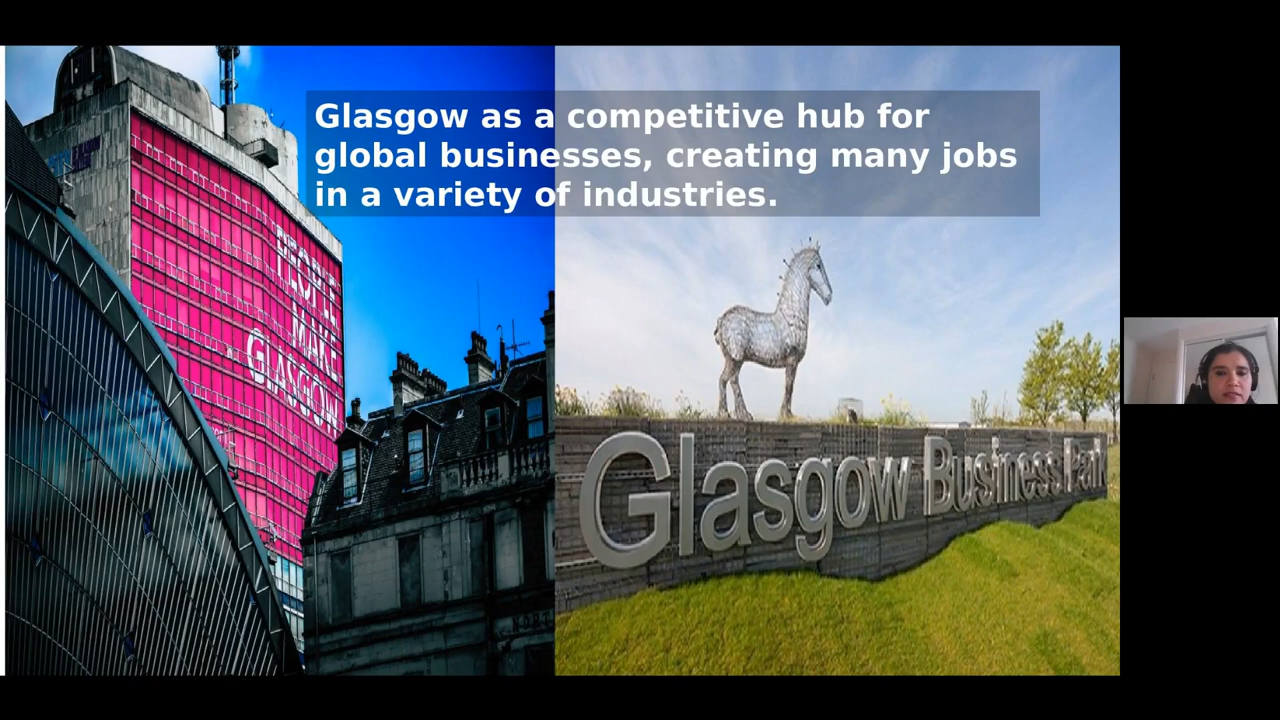 Glasgow as a competitive hub for
global businesses, creating many jobs
in a variety of industries.
PEOPLE
MAKE
GLASGOW
Glasgow Business Park